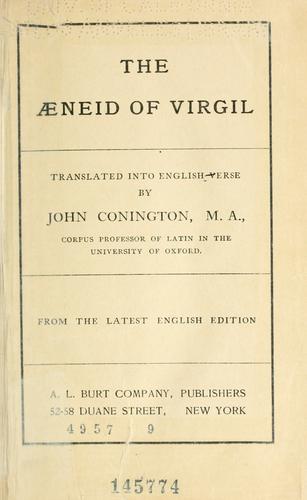 THE
ÆNEID OF VIRGIL
TRANSLATED INTO ENGLISH VERSE
BY
JOHN CONINGTON, M. A.,
CORPUS PROFESSOR OF LATIN IN THE
UNIVERSITY OF OXFORD.
FROM THE LATEST ENGLISH EDITION
A. L. BURT COMPANY, PUBLISHERS
52-58 DUANE STREET, NEW YORK
4957 9
145774